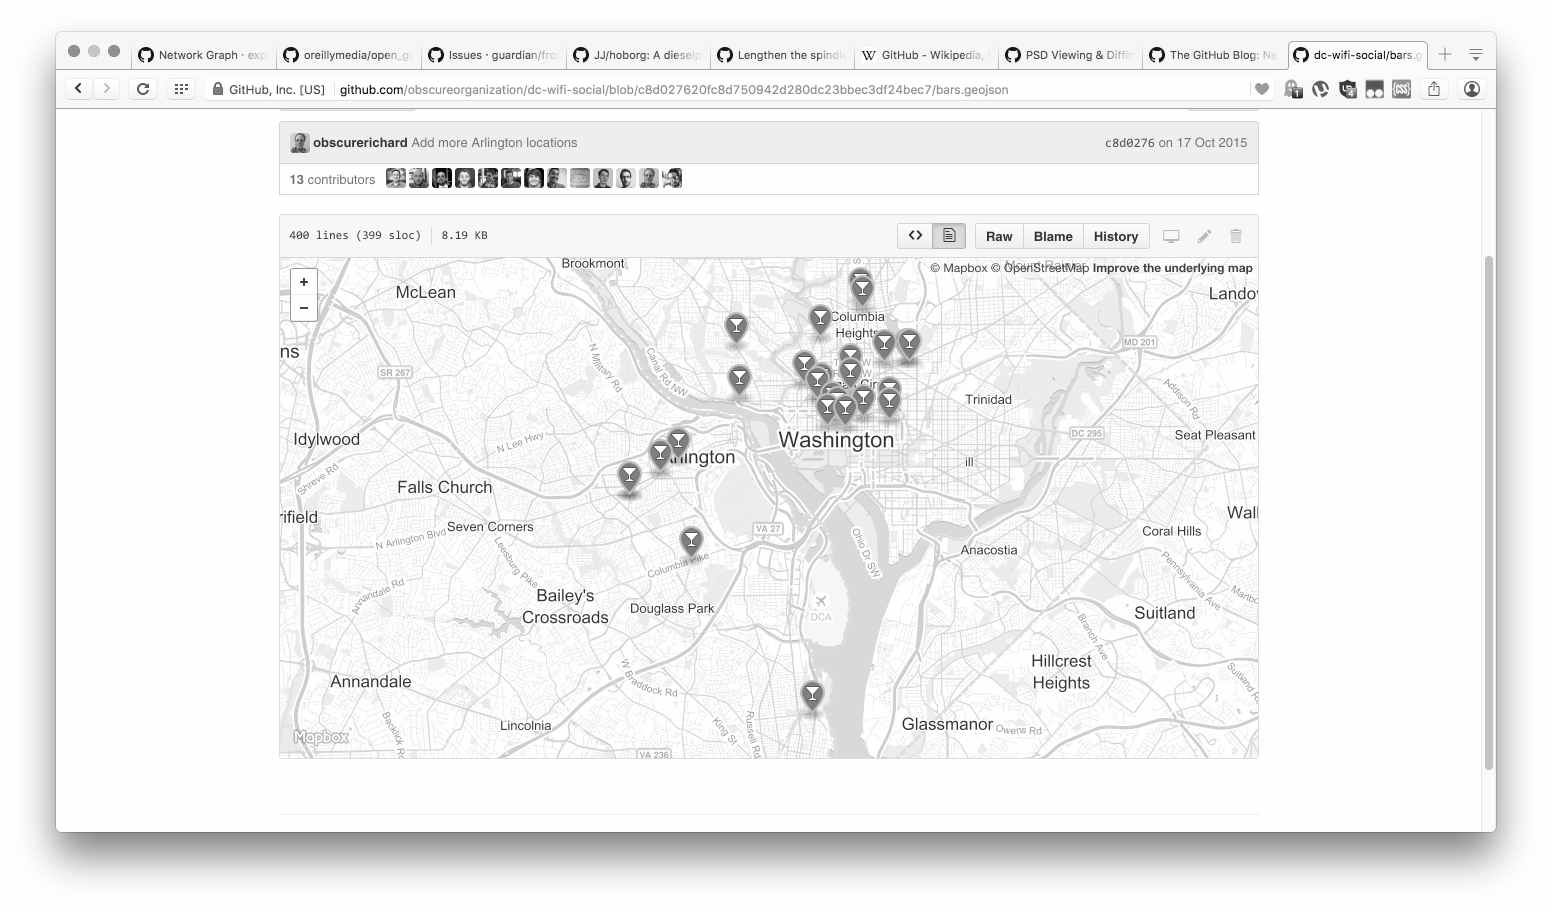 Network Graph · exp
oreillymedia/open_g
Issues · guardian/fro
JJ/hoborg: A dieselp
Lengthen the spindle
GitHub - Wikipedia,
PSD Viewing & Diffin
The GitHub Blog: Ne
dc-wifi-social/bars.g
GitHub, Inc. [US]
github.com/obscureorganization/dc-wifi-social/blob/c8d027620fc8d750942d280dc23bbec3df24bec7/bars.geojson
obscurerichard Add more Arlington locations
c8d0276 on 17 Oct 2015
13 contributors
400 lines (399 sloc)
8.19 KB
Raw
Blame
History
© Mapbox © OpenStreetMap Improve the underlying map
+
−
Brookmont
McLean
Lando
Columbia
Heights
ns
MD 201
SR 267
N Military Rd
Canal Rd NW
Addison Rd
Trinidad
Idylwood
N Lee Hwy
Washington
DC 295
Seat Pleasant
Arlington
ill
Shreve Rd
Falls Church
rifield
Seven Corners
N Arlington Blvd
VA 27
Wal
Coral Hills
Ohio Dr SW
Anacostia
Leesburg Pike
Columbia Pike
Pennsylvania Ave
Annandale Rd
Bailey's
Crossroads
Douglass Park
DCA
Suitland
Marlbo
Branch Ave
Hillcrest
Heights
Suitland R
Annandale
W Braddock Rd
Lincolnia
Backlick
King St
Russell Rd
Glassmanor
Owens Rd
Mapbox
VA 236